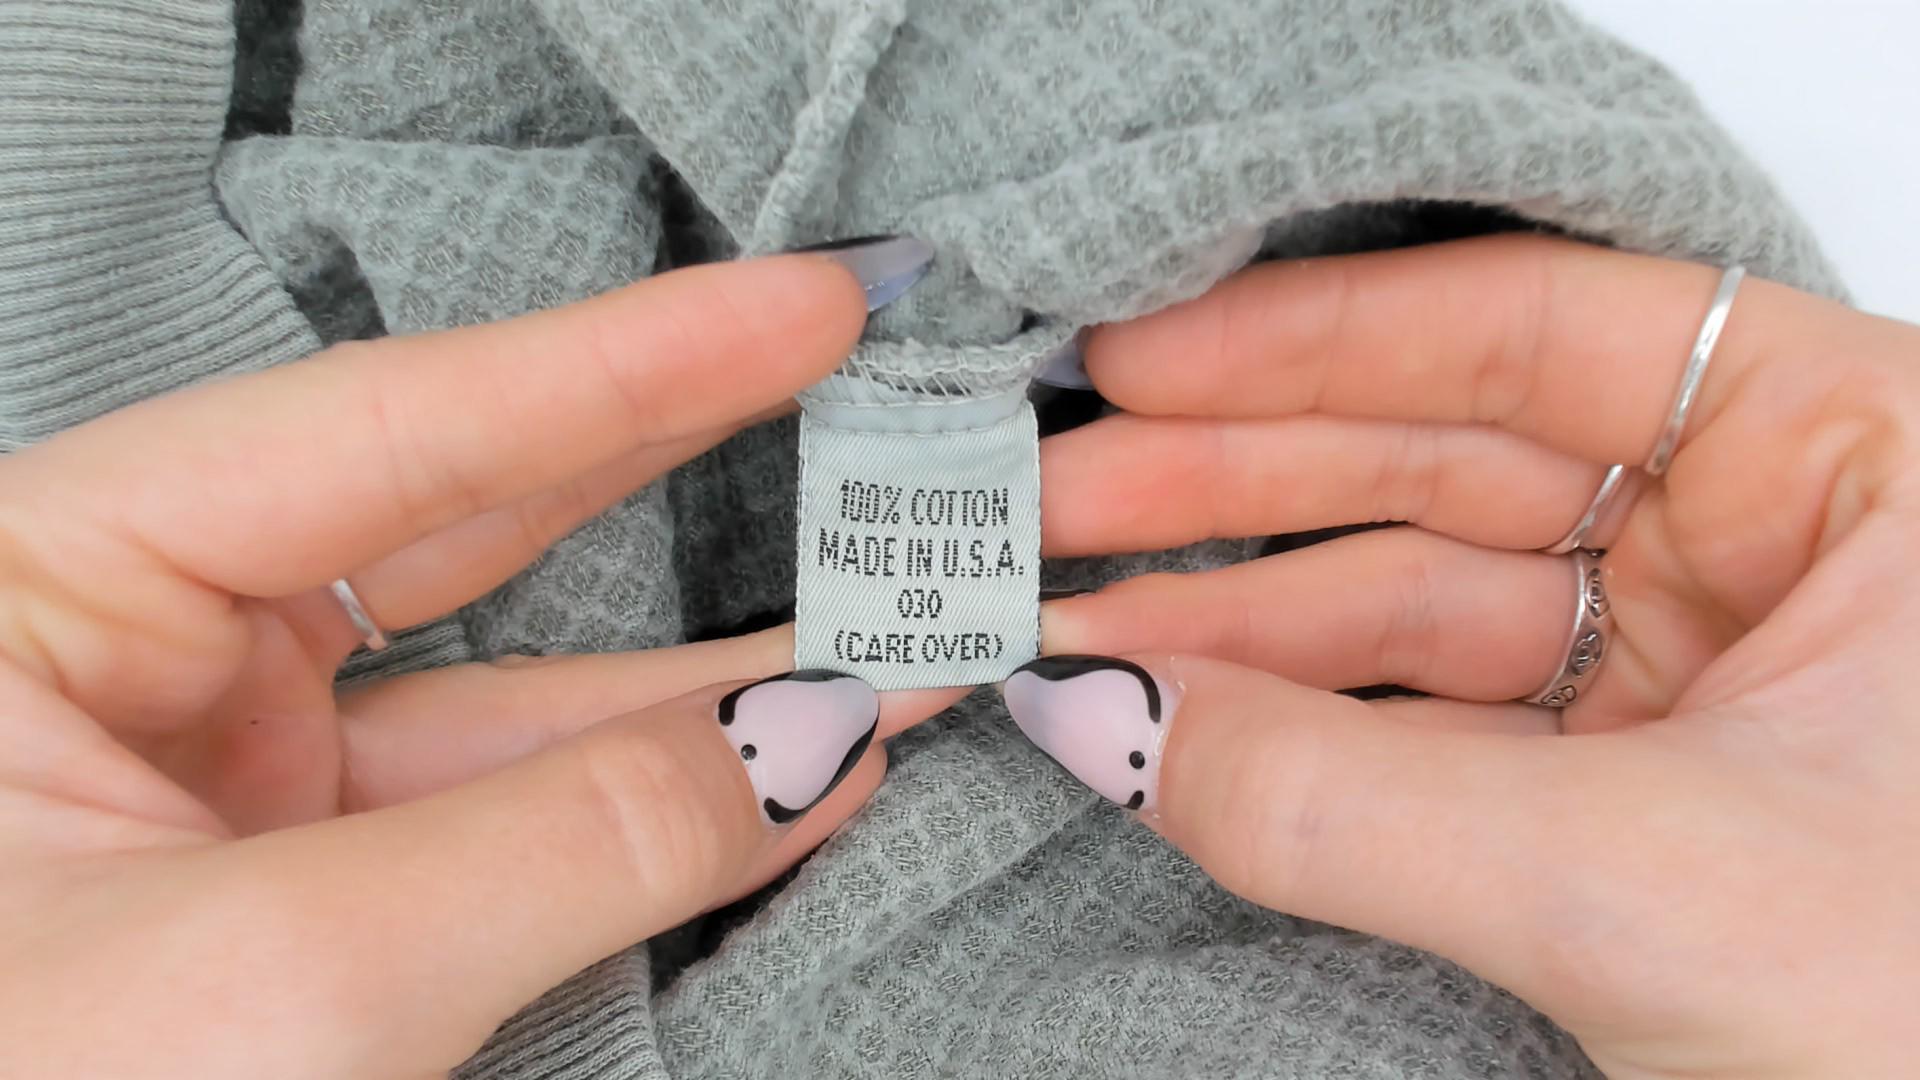 100% COTTON
MADE IN U.S.A.
030
(CARE OVER)